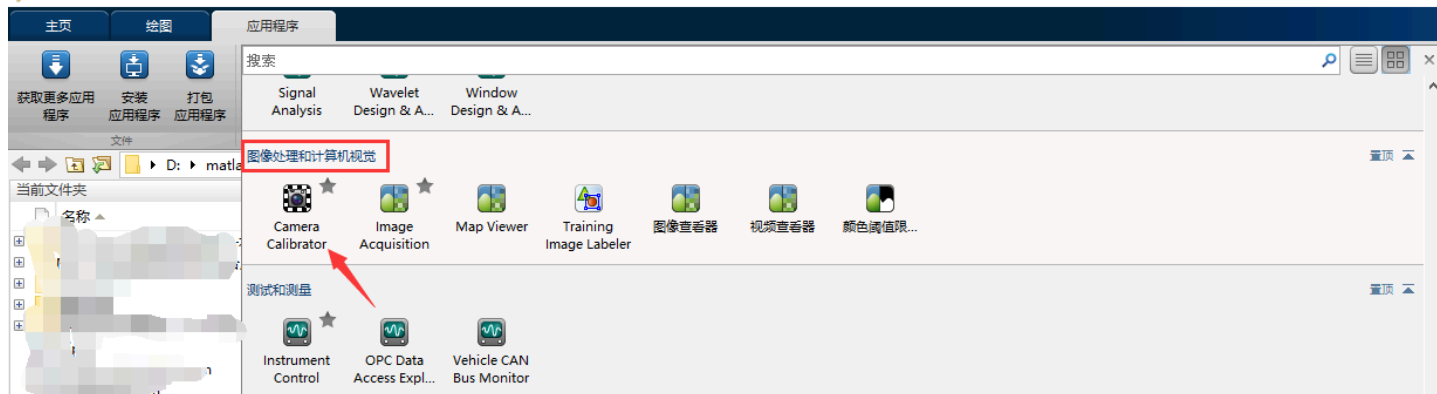 主页
绘图
应用程序
获取更多应用
程序
安装
应用程序
打包
应用程序
文件
搜索
Signal
Analysis
Wavelet
Design & A...
Window
Design & A...
图像处理和计算机视觉
置顶
Camera
Calibrator
Image
Acquisition
Map Viewer
Training
Image Labeler
图像查看器
视频查看器
颜色阈值限...
测试和测量
置顶
Instrument
Control
OPC Data
Access Expl...
Vehicle CAN
Bus Monitor
D: matla
当前文件夹
名称